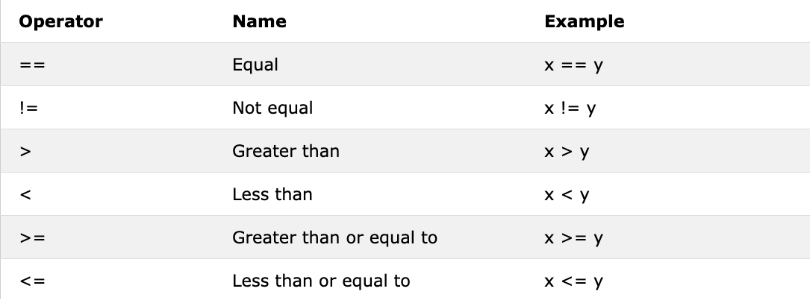 Operator Name Example
== Equal x == y
!= Not equal x != y
> Greater than x > y
< Less than x < y
>= Greater than or equal to x >= y
<= Less than or equal to x <= y